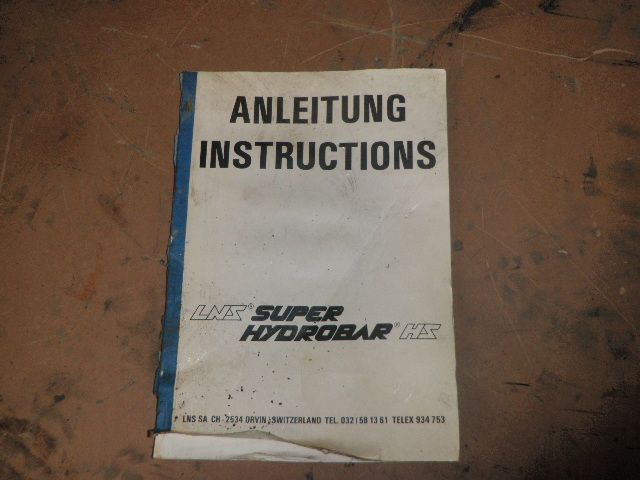 ANLEITUNG
INSTRUCTIONS
LNS® SUPER
HYDROBAR® HS
LNS SA CH-2534 ORVIN/SWITZERLAND TEL. 032/58 13 61 TELEX 934 753